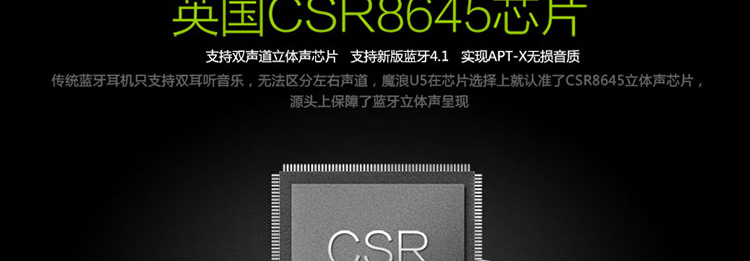 英国CSR8645芯片
支持双声道立体声芯片 支持新版蓝牙4.1 实现APT-X无损音质
传统蓝牙耳机只支持双耳听音乐，无法区分左右声道，魔浪U5在芯片选择上就认准了CSR8645立体声芯片，
源头上保障了蓝牙立体声呈现
CSR